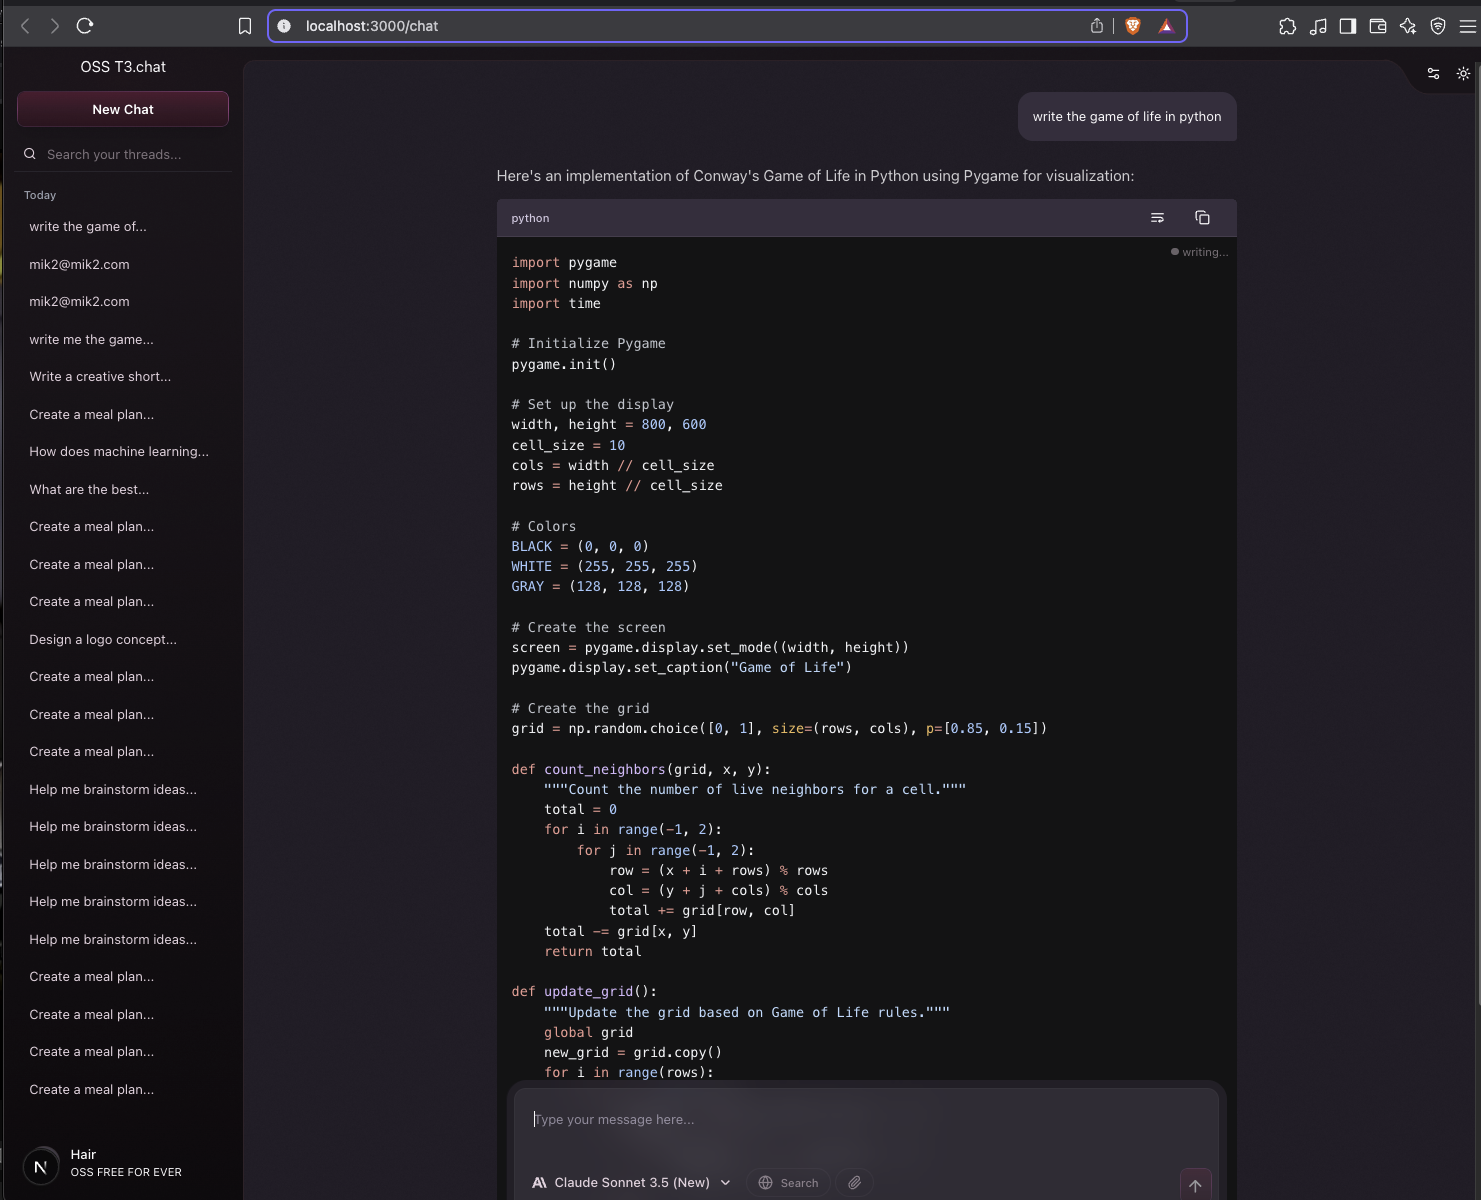 localhost:3000/chat
OSS T3.chat
New Chat
Search your threads...
Today
write the game of...
mik2@mik2.com
mik2@mik2.com
write me the game...
Write a creative short...
Create a meal plan...
How does machine learning...
What are the best...
Create a meal plan...
Create a meal plan...
Create a meal plan...
Design a logo concept...
Create a meal plan...
Create a meal plan...
Create a meal plan...
Help me brainstorm ideas...
Help me brainstorm ideas...
Help me brainstorm ideas...
Help me brainstorm ideas...
Help me brainstorm ideas...
Create a meal plan...
Create a meal plan...
Create a meal plan...
Create a meal plan...
N
Hair
OSS FREE FOR EVER
write the game of life in python
Here's an implementation of Conway's Game of Life in Python using Pygame for visualization:
python
writing...
import pygame
import numpy as np
import time
# Initialize Pygame
pygame.init()
# Set up the display
width, height = 800, 600
cell_size = 10
cols = width // cell_size
rows = height // cell_size
# Colors
BLACK = (0, 0, 0)
WHITE = (255, 255, 255)
GRAY = (128, 128, 128)
# Create the screen
screen = pygame.display.set_mode((width, height))
pygame.display.set_caption("Game of Life")
# Create the grid
grid = np.random.choice([0, 1], size=(rows, cols), p=[0.85, 0.15])
def count_neighbors(grid, x, y):
    """Count the number of live neighbors for a cell."""
    total = 0
    for i in range(-1, 2):
        for j in range(-1, 2):
            row = (x + i + rows) % rows
            col = (y + j + cols) % cols
            total += grid[row, col]
    total -= grid[x, y]
    return total
def update_grid():
    """Update the grid based on Game of Life rules."""
    global grid
    new_grid = grid.copy()
    for i in range(rows):
Type your message here...
Claude Sonnet 3.5 (New)
Search